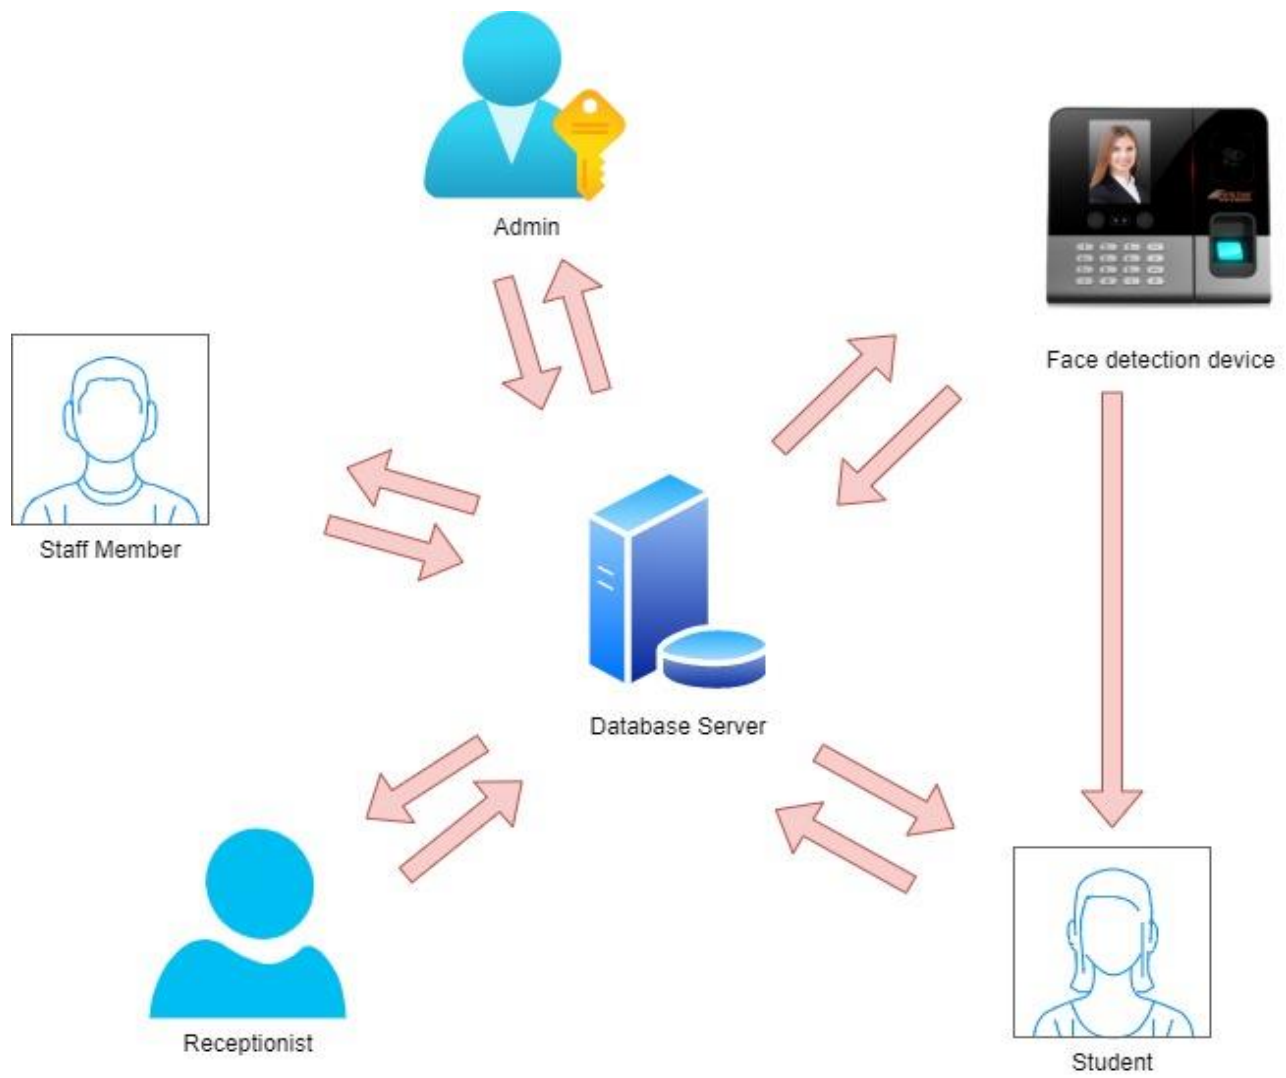 Admin
Face detection device
Staff Member
Database Server
Receptionist
Student